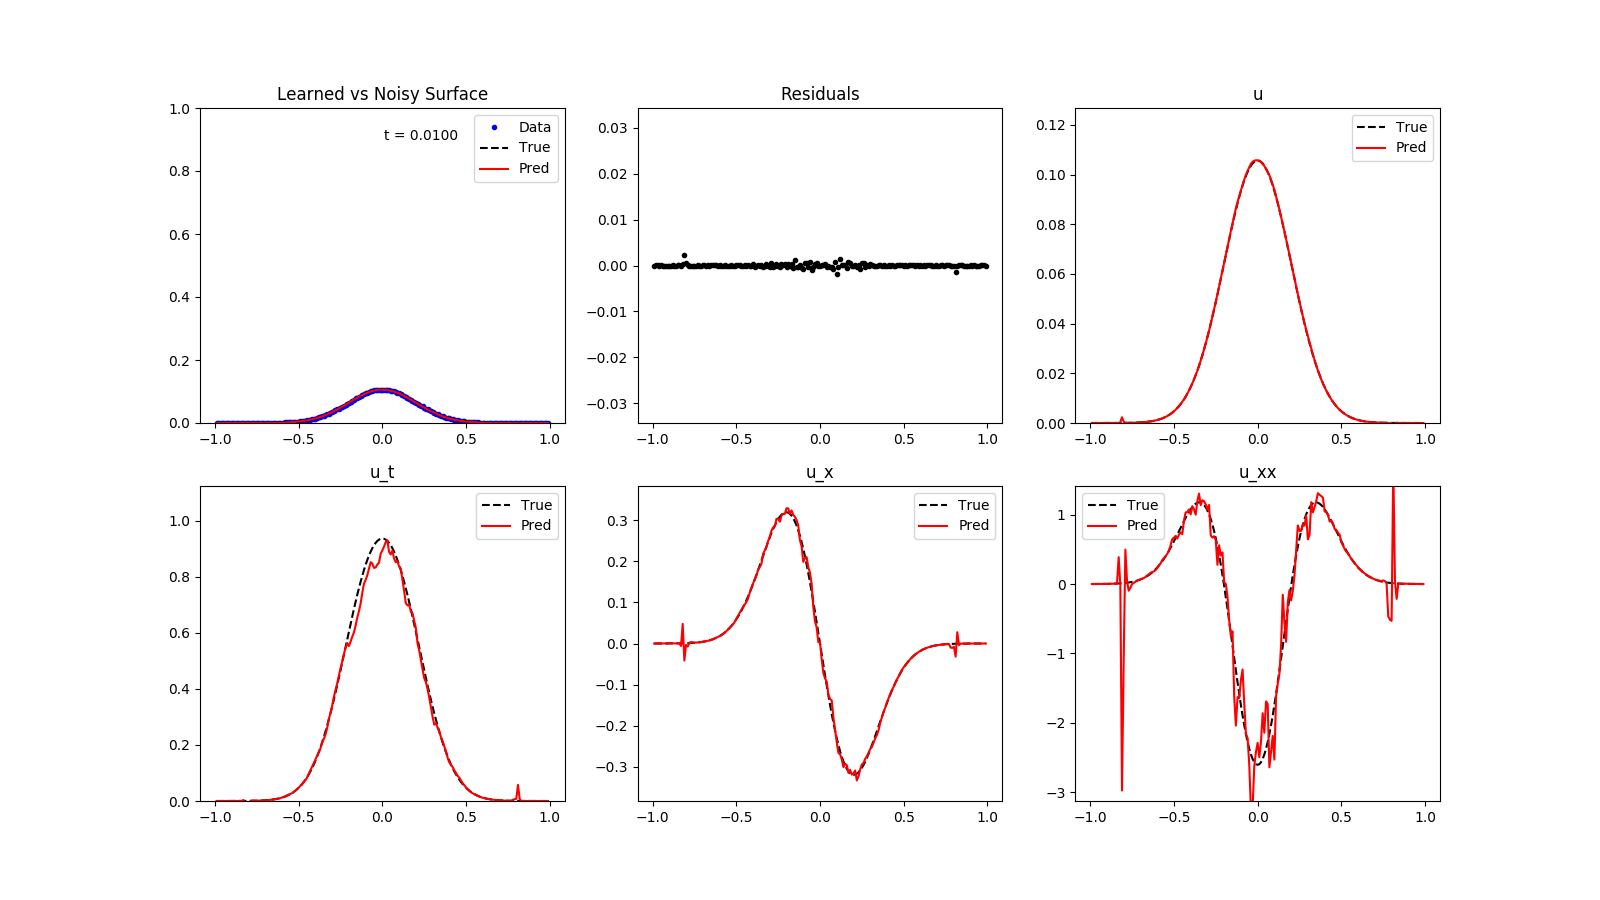 Learned vs Noisy Surface
1.0
0.8
0.6
0.4
0.2
0.0
−1.0 −0.5 0.0 0.5 1.0
t = 0.0100
Data
True
Pred
Residuals
0.03
0.02
0.01
0.00
−0.01
−0.02
−0.03
−1.0 −0.5 0.0 0.5 1.0
u
0.12
0.10
0.08
0.06
0.04
0.02
0.00
−1.0 −0.5 0.0 0.5 1.0
True
Pred
u_t
1.0
0.8
0.6
0.4
0.2
0.0
−1.0 −0.5 0.0 0.5 1.0
True
Pred
u_x
0.3
0.2
0.1
0.0
−0.1
−0.2
−0.3
−1.0 −0.5 0.0 0.5 1.0
True
Pred
u_xx
1
0
−1
−2
−3
−1.0 −0.5 0.0 0.5 1.0
True
Pred